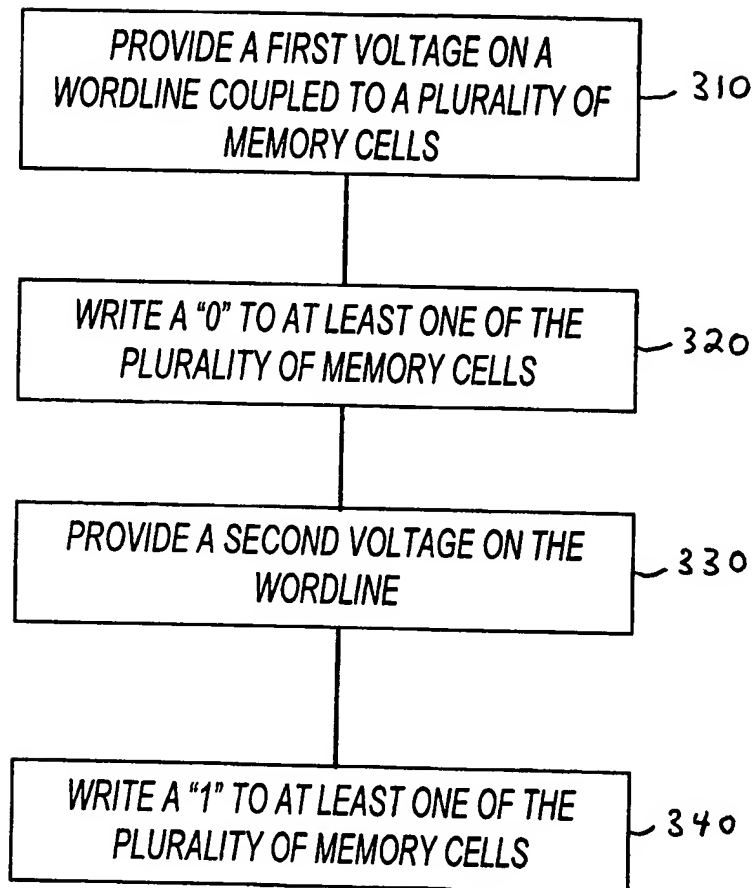 PROVIDE A FIRST VOLTAGE ON A
WORDLINE COUPLED TO A PLURALITY OF
MEMORY CELLS
310
WRITE A “0” TO AT LEAST ONE OF THE
PLURALITY OF MEMORY CELLS
320
PROVIDE A SECOND VOLTAGE ON THE
WORDLINE
330
WRITE A “1” TO AT LEAST ONE OF THE
PLURALITY OF MEMORY CELLS
340